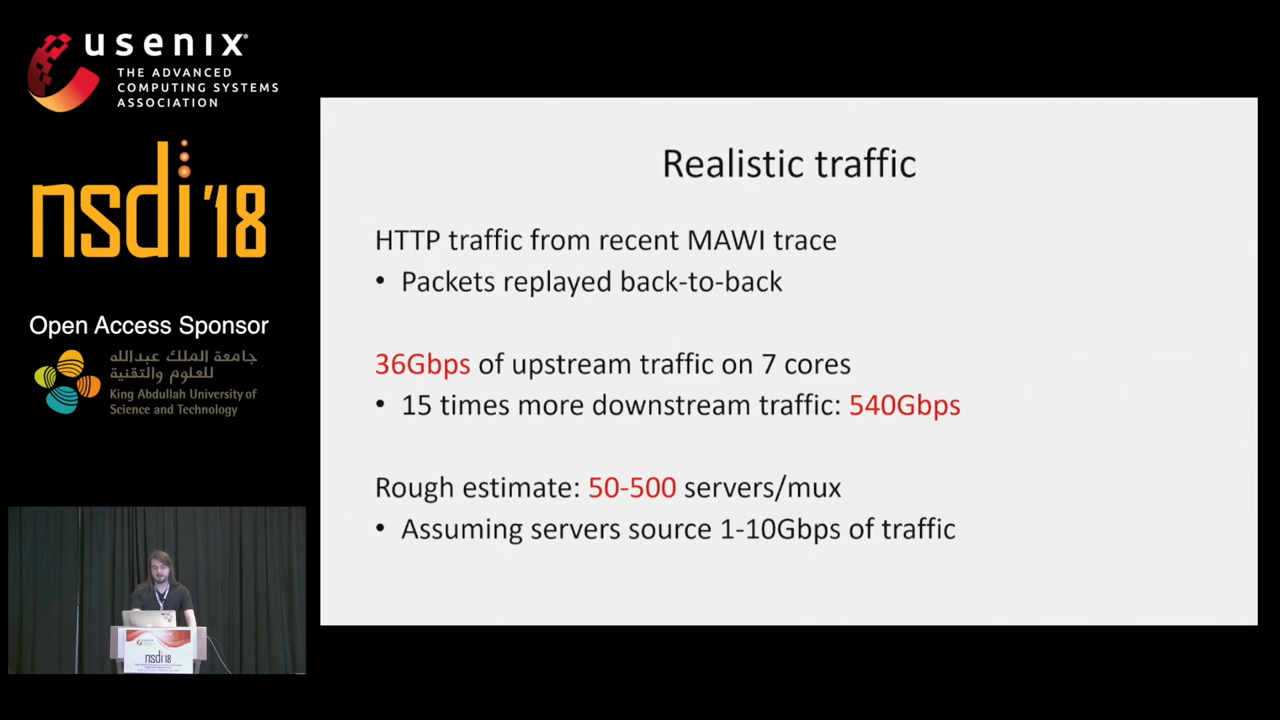 usenix
THE ADVANCED
COMPUTING SYSTEMS
ASSOCIATION
nsdi '18
Open Access Sponsor
جامعة الملك عبدالله
للعلوم والتقنية
King Abdullah University of
Science and Technology
Realistic traffic
HTTP traffic from recent MAWI trace
• Packets replayed back-to-back
36Gbps of upstream traffic on 7 cores
• 15 times more downstream traffic: 540Gbps
Rough estimate: 50-500 servers/mux
• Assuming servers source 1-10Gbps of traffic
usenix
nsdi '18